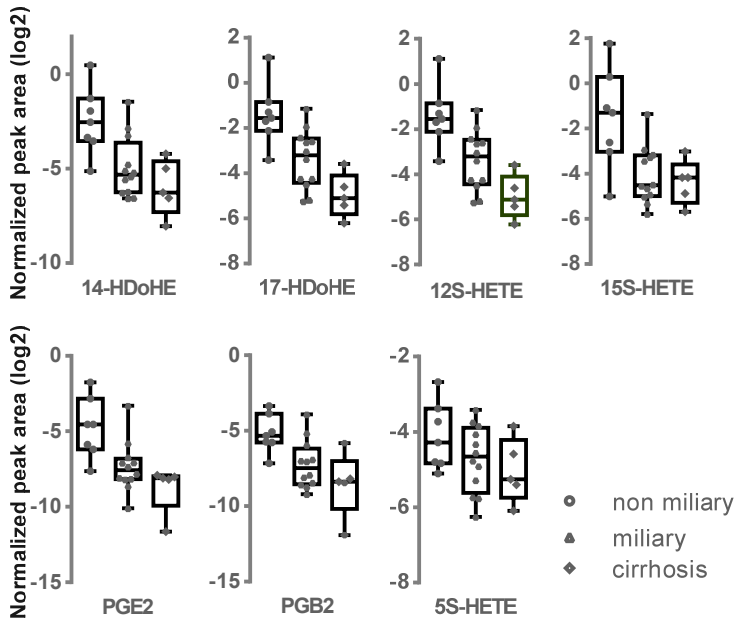 Normalized peak area (log2)
0
-5
-10
14-HDoHE
2
0
-2
-4
-6
-8
17-HDoHE
2
0
-2
-4
-6
-8
12S-HETE
2
0
-2
-4
-6
-8
15S-HETE
Normalized peak area (log2)
0
-5
-10
-15
PGE2
0
-5
-10
-15
PGB2
-2
-4
-6
-8
5S-HETE
non miliary
miliary
cirrhosis